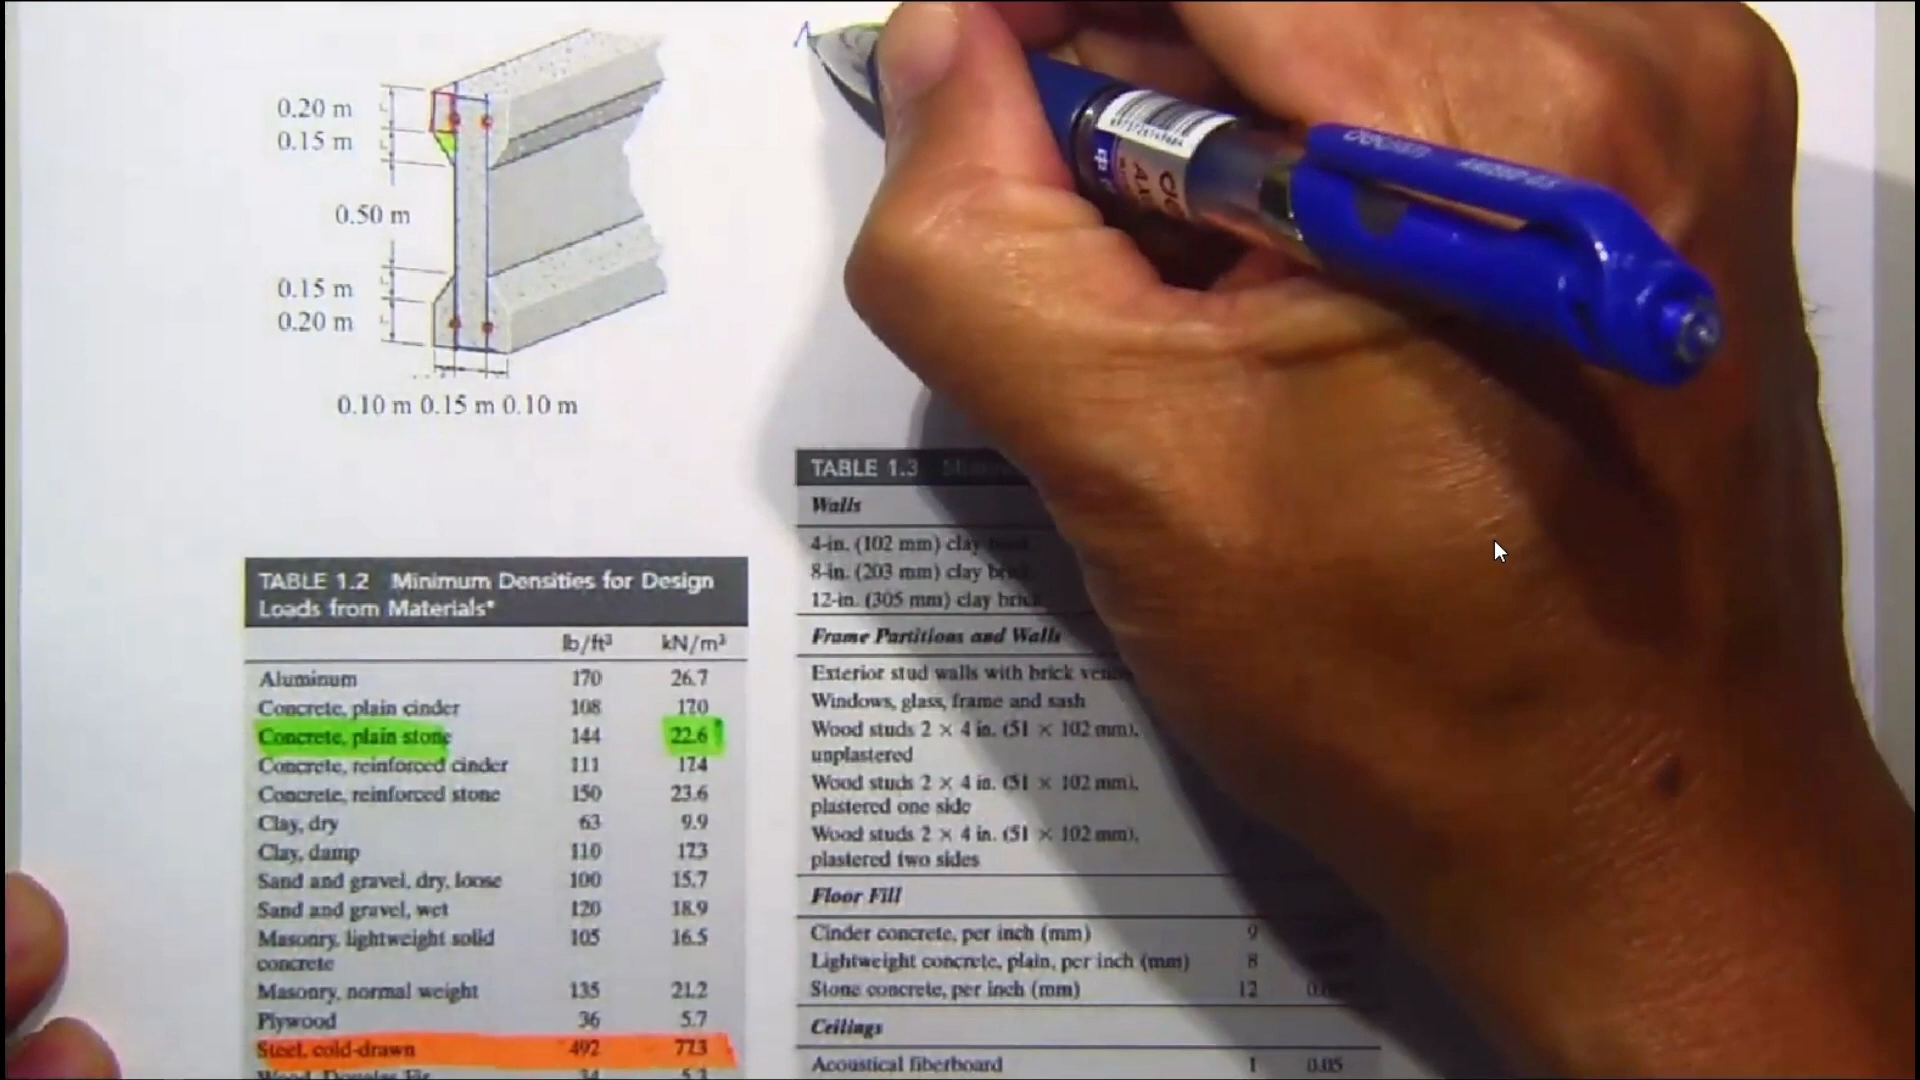 0.20 m
0.15 m
0.50 m
0.15 m
0.20 m
0.10 m 0.15 m 0.10 m
TABLE 1.2 Minimum Densities for Design
Loads from Materials*
lb/ft³ kN/m³
Aluminum 170 26.7
Concrete, plain cinder 108 17.0
Concrete, plain stone 144 22.6
Concrete, reinforced cinder 111 17.4
Concrete, reinforced stone 150 23.6
Clay, dry 63 9.9
Clay, damp 110 17.3
Sand and gravel, dry, loose 100 15.7
Sand and gravel, wet 120 18.9
Masonry, lightweight solid 105 16.5
concrete
Masonry, normal weight 135 21.2
Plywood 36 5.7
Steel, cold-drawn 492 77.3
Wood, Douglas Fir 34 5.3
TABLE 1.3
Walls
4-in. (102 mm) clay
8-in. (203 mm) clay brick
12-in. (305 mm) clay brick
Frame Partitions and Walls
Exterior stud walls with brick
Windows, glass, frame and sash
Wood studs 2 × 4 in. (51 × 102 mm),
unplastered
Wood studs 2 × 4 in. (51 × 102 mm),
plastered one side
Wood studs 2 × 4 in. (51 × 102 mm),
plastered two sides
Floor Fill
Cinder concrete, per inch (mm) 9
Lightweight concrete, plain, per inch (mm) 8
Stone concrete, per inch (mm) 12
Ceilings
Acoustical fiberboard 1 0.05